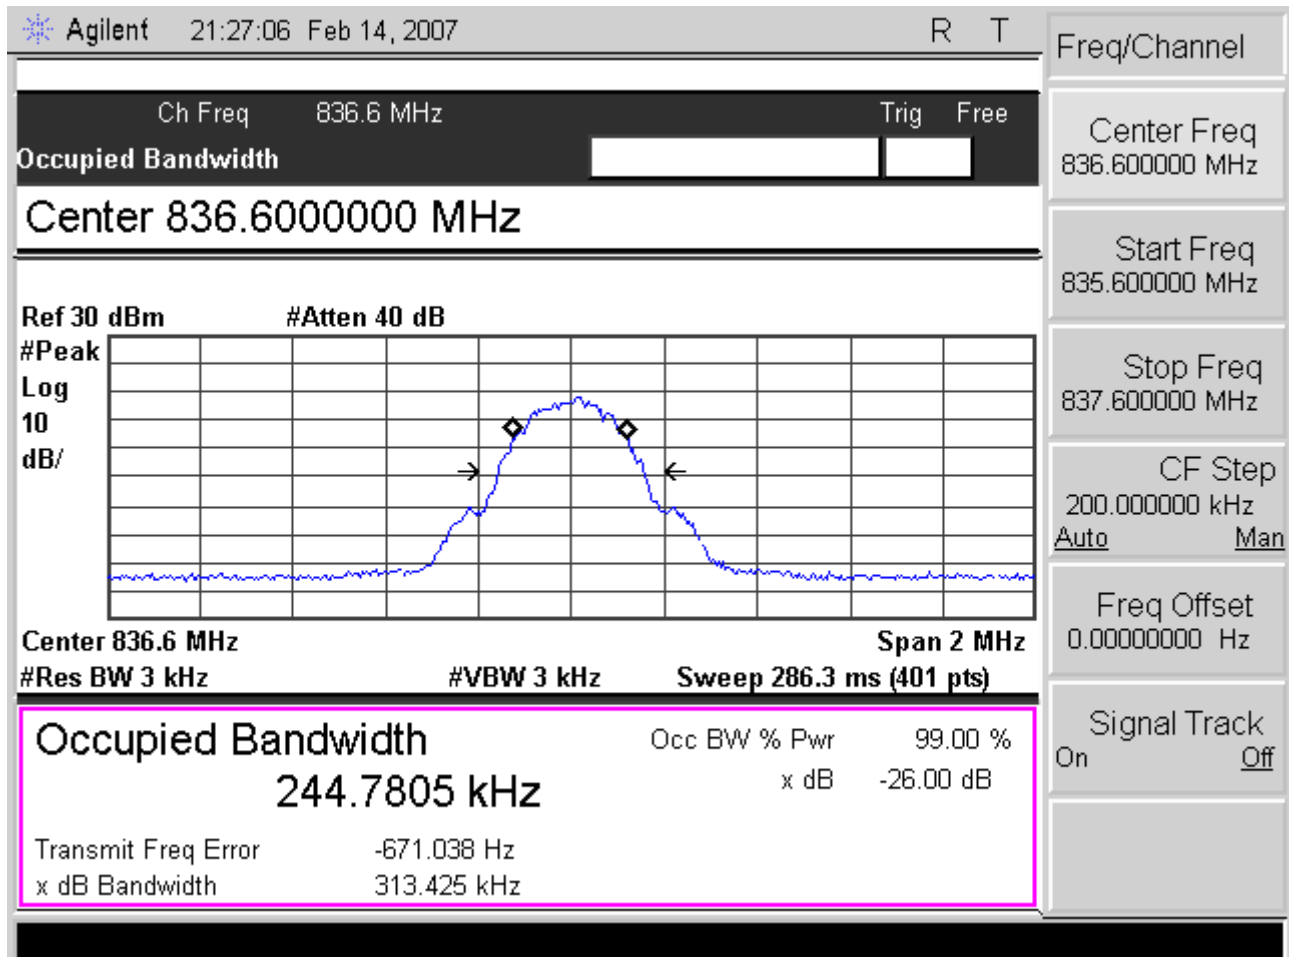 Agilent 21:27:06 Feb 14, 2007 R T
Freq/Channel
Ch Freq 836.6 MHz Trig Free
Occupied Bandwidth
Center 836.6000000 MHz
Ref 30 dBm #Atten 40 dB
#Peak
Log
10
dB/
Center 836.6 MHz Span 2 MHz
#Res BW 3 kHz #VBW 3 kHz Sweep 286.3 ms (401 pts)
Occupied Bandwidth
244.7805 kHz
Occ BW % Pwr 99.00 %
x dB -26.00 dB
Transmit Freq Error -671.038 Hz
x dB Bandwidth 313.425 kHz
Center Freq
836.600000 MHz
Start Freq
835.600000 MHz
Stop Freq
837.600000 MHz
CF Step
200.000000 kHz
Auto Man
Freq Offset
0.00000000 Hz
Signal Track
On Off